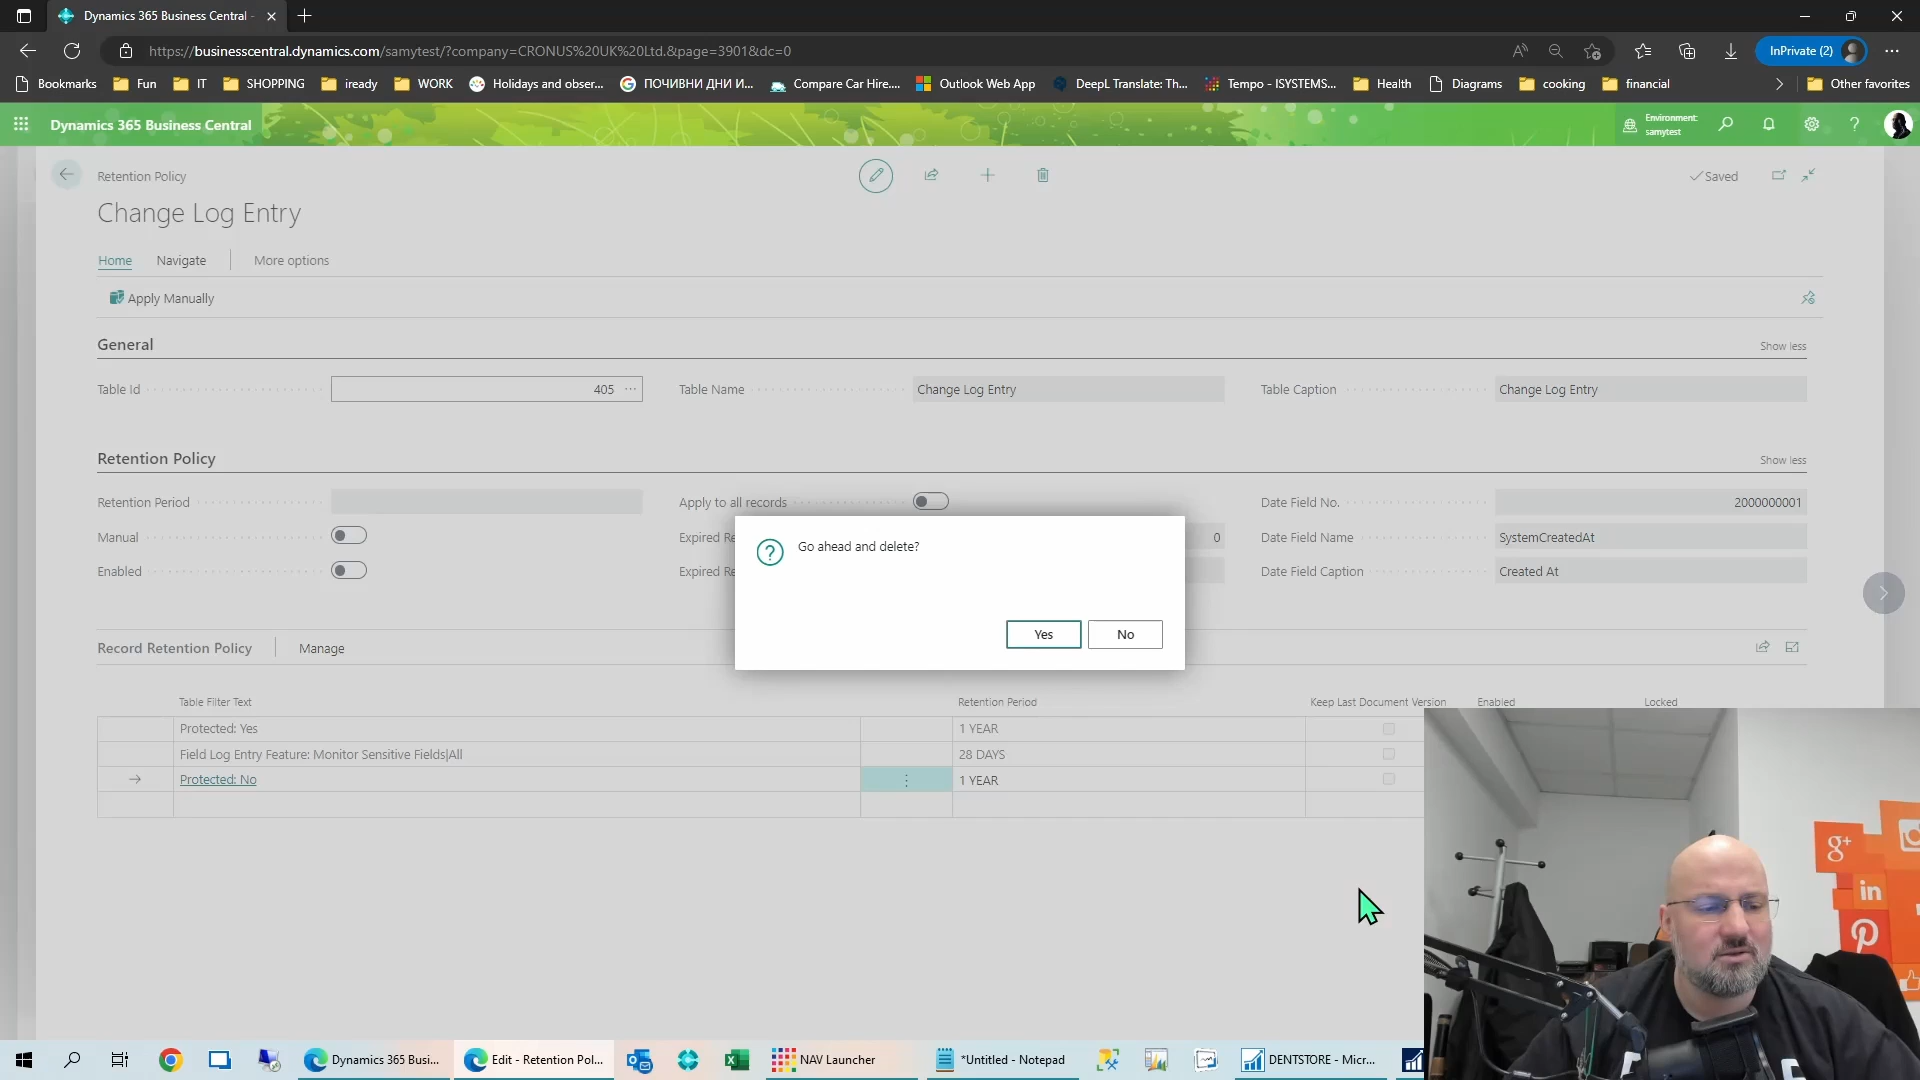 Dynamics 365 Business Central -
https://businesscentral.dynamics.com/samytest/?company=CRONUS%20UK%20Ltd.&page=3901&dc=0
InPrivate (2)
Bookmarks
Fun
IT
SHOPPING
iready
WORK
Holidays and obser...
ПОЧИВНИ ДНИ И...
Compare Car Hire....
Outlook Web App
DeepL Translate: Th...
Tempo - ISYSTEMS...
Health
Diagrams
cooking
financial
Other favorites
Dynamics 365 Business Central
Environment:
samytest
Retention Policy
Saved
Change Log Entry
Home
Navigate
More options
Apply Manually
General
Show less
Table Id
405
Table Name
Change Log Entry
Table Caption
Change Log Entry
Retention Policy
Show less
Retention Period
Apply to all records
Date Field No.
2000000001
Manual
Expired Re
0
Date Field Name
SystemCreatedAt
Enabled
Expired Re
Date Field Caption
Created At
Go ahead and delete?
Yes
No
Record Retention Policy
Manage
Table Filter Text
Retention Period
Keep Last Document Version
Enabled
Locked
Protected: Yes
1 YEAR
Field Log Entry Feature: Monitor Sensitive Fields|All
28 DAYS
Protected: No
1 YEAR
g+
in
Dynamics 365 Busi...
Edit - Retention Pol...
NAV Launcher
*Untitled - Notepad
DENTSTORE - Micr...